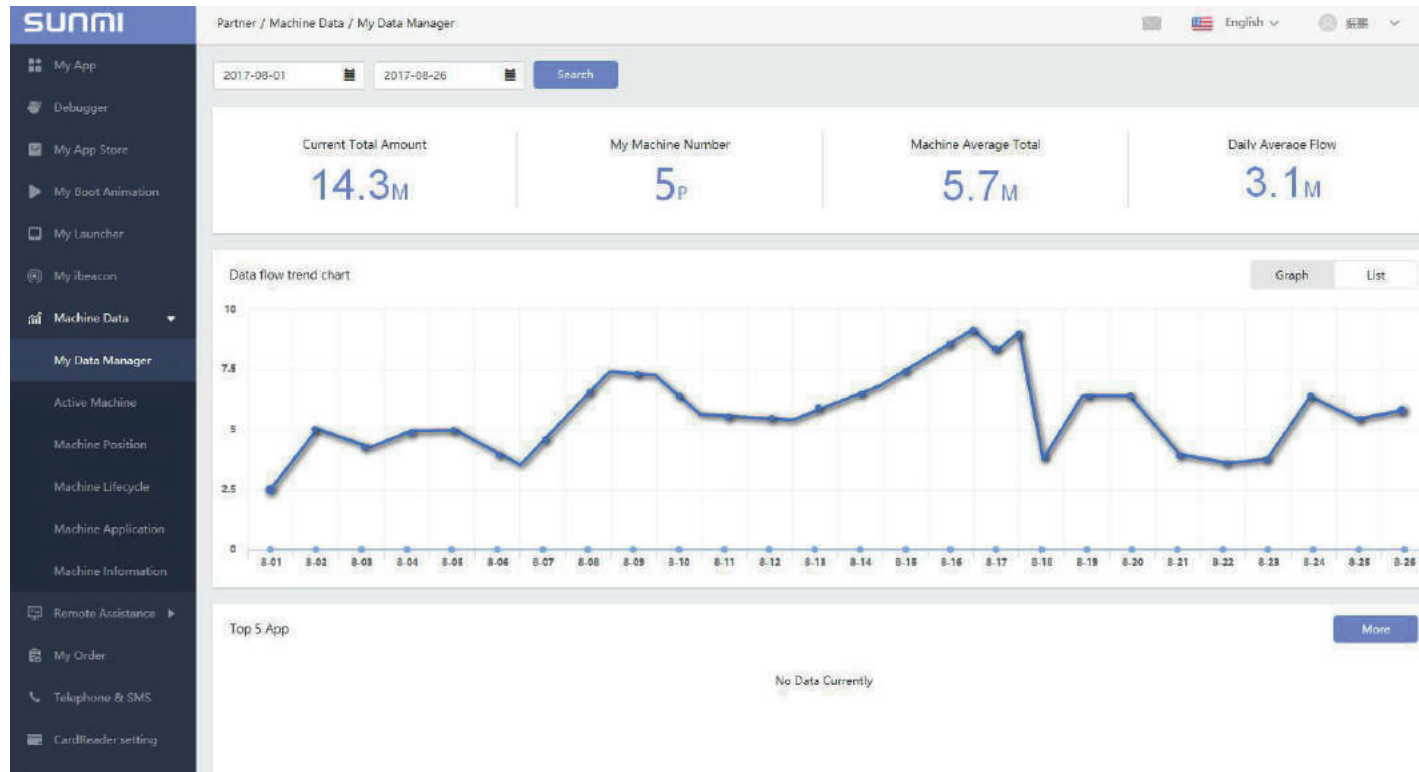 SUNMI
Partner / Machine Data / My Data Manager
English
My App
Debugger
My App Store
My Boot Animation
My Launcher
My ibeacon
Machine Data
My Data Manager
Active Machine
Machine Position
Machine Lifecycle
Machine Application
Machine Information
Remote Assistance
My Order
Telephone & SMS
CardReader setting
2017-08-01
2017-08-26
Search
Current Total Amount
14.3M
My Machine Number
5P
Machine Average Total
5.7M
Daily Average Flow
3.1M
Data flow trend chart
Graph
List
10
7.5
5
2.5
0
8-01 8-02 8-03 8-04 8-05 8-06 8-07 8-08 8-09 8-10 8-11 8-12 8-13 8-14 8-15 8-16 8-17 8-18 8-19 8-20 8-21 8-22 8-23 8-24 8-25 8-26
Top 5 App
More
No Data Currently